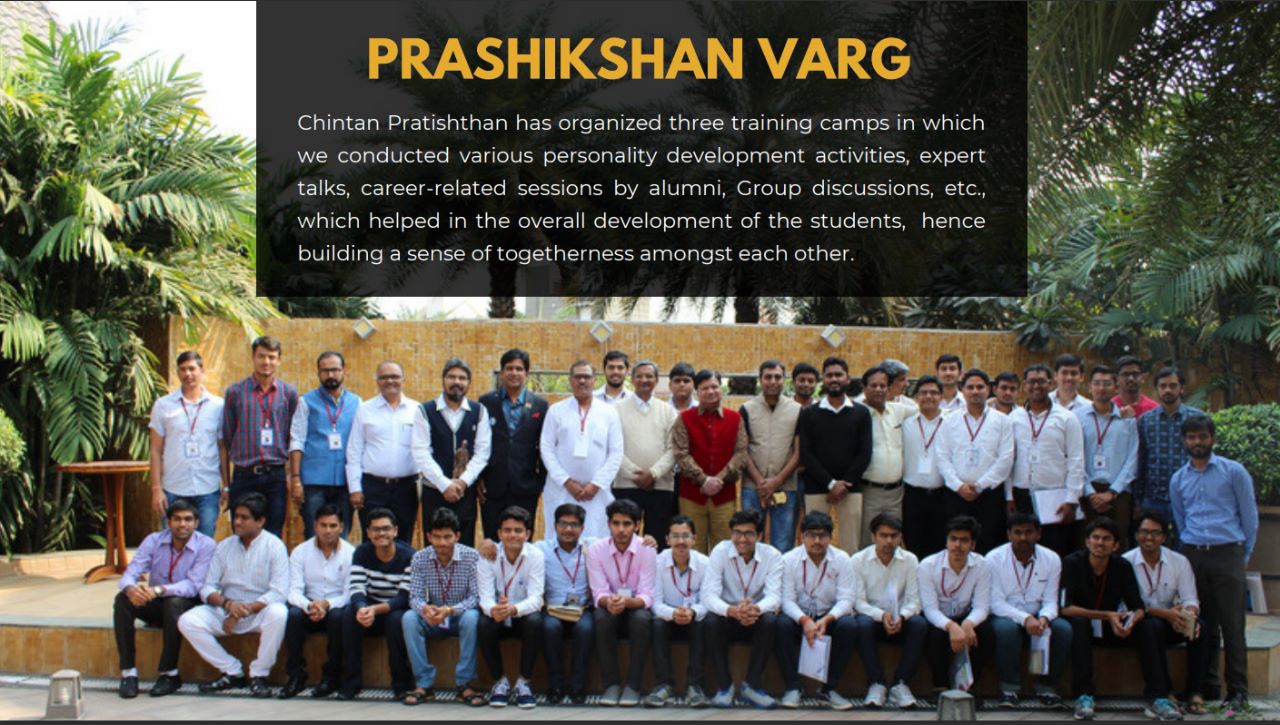 PRASHIKSHAN VARG
Chintan Pratishthan has organized three training camps in which
we conducted various personality development activities, expert
talks, career-related sessions by alumni, Group discussions, etc.,
which helped in the overall development of the students,  hence
building a sense of togetherness amongst each other.